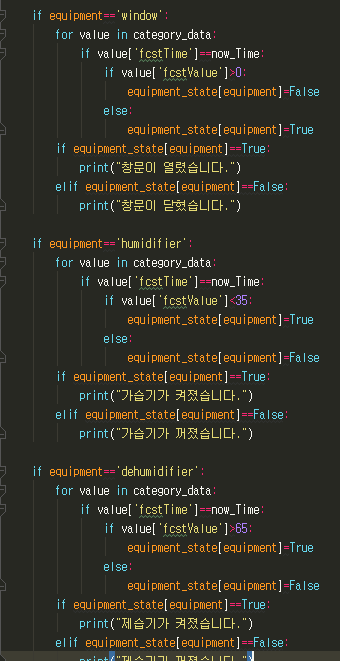 if equipment=='window':
    for value in category_data:
        if value['fcstTime']==now_Time:
            if value['fcstValue']>0:
                equipment_state[equipment]=False
            else:
                equipment_state[equipment]=True
    if equipment_state[equipment]==True:
        print("창문이 열렸습니다.")
    elif equipment_state[equipment]==False:
        print("창문이 닫혔습니다.")
if equipment=='humidifier':
    for value in category_data:
        if value['fcstTime']==now_Time:
            if value['fcstValue']<35:
                equipment_state[equipment]=True
            else:
                equipment_state[equipment]=False
    if equipment_state[equipment]==True:
        print("가습기가 켜졌습니다.")
    elif equipment_state[equipment]==False:
        print("가습기가 꺼졌습니다.")
if equipment=='dehumidifier':
    for value in category_data:
        if value['fcstTime']==now_Time:
            if value['fcstValue']>65:
                equipment_state[equipment]=True
            else:
                equipment_state[equipment]=False
    if equipment_state[equipment]==True:
        print("제습기가 켜졌습니다.")
    elif equipment_state[equipment]==False:
        print("제습기가 꺼졌습니다.")